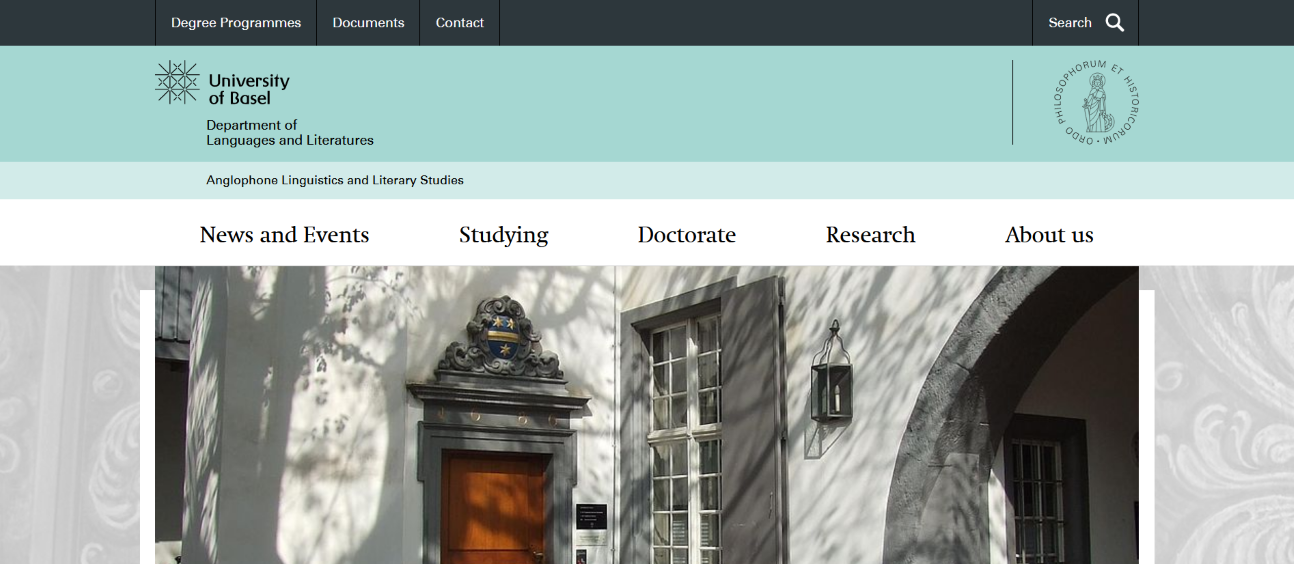 Degree Programmes
Documents
Contact
Search
University
of Basel
Department of
Languages and Literatures
ORDO PHILOSOPHORUM ET HISTORICORUM •
Anglophone Linguistics and Literary Studies
News and Events
Studying
Doctorate
Research
About us